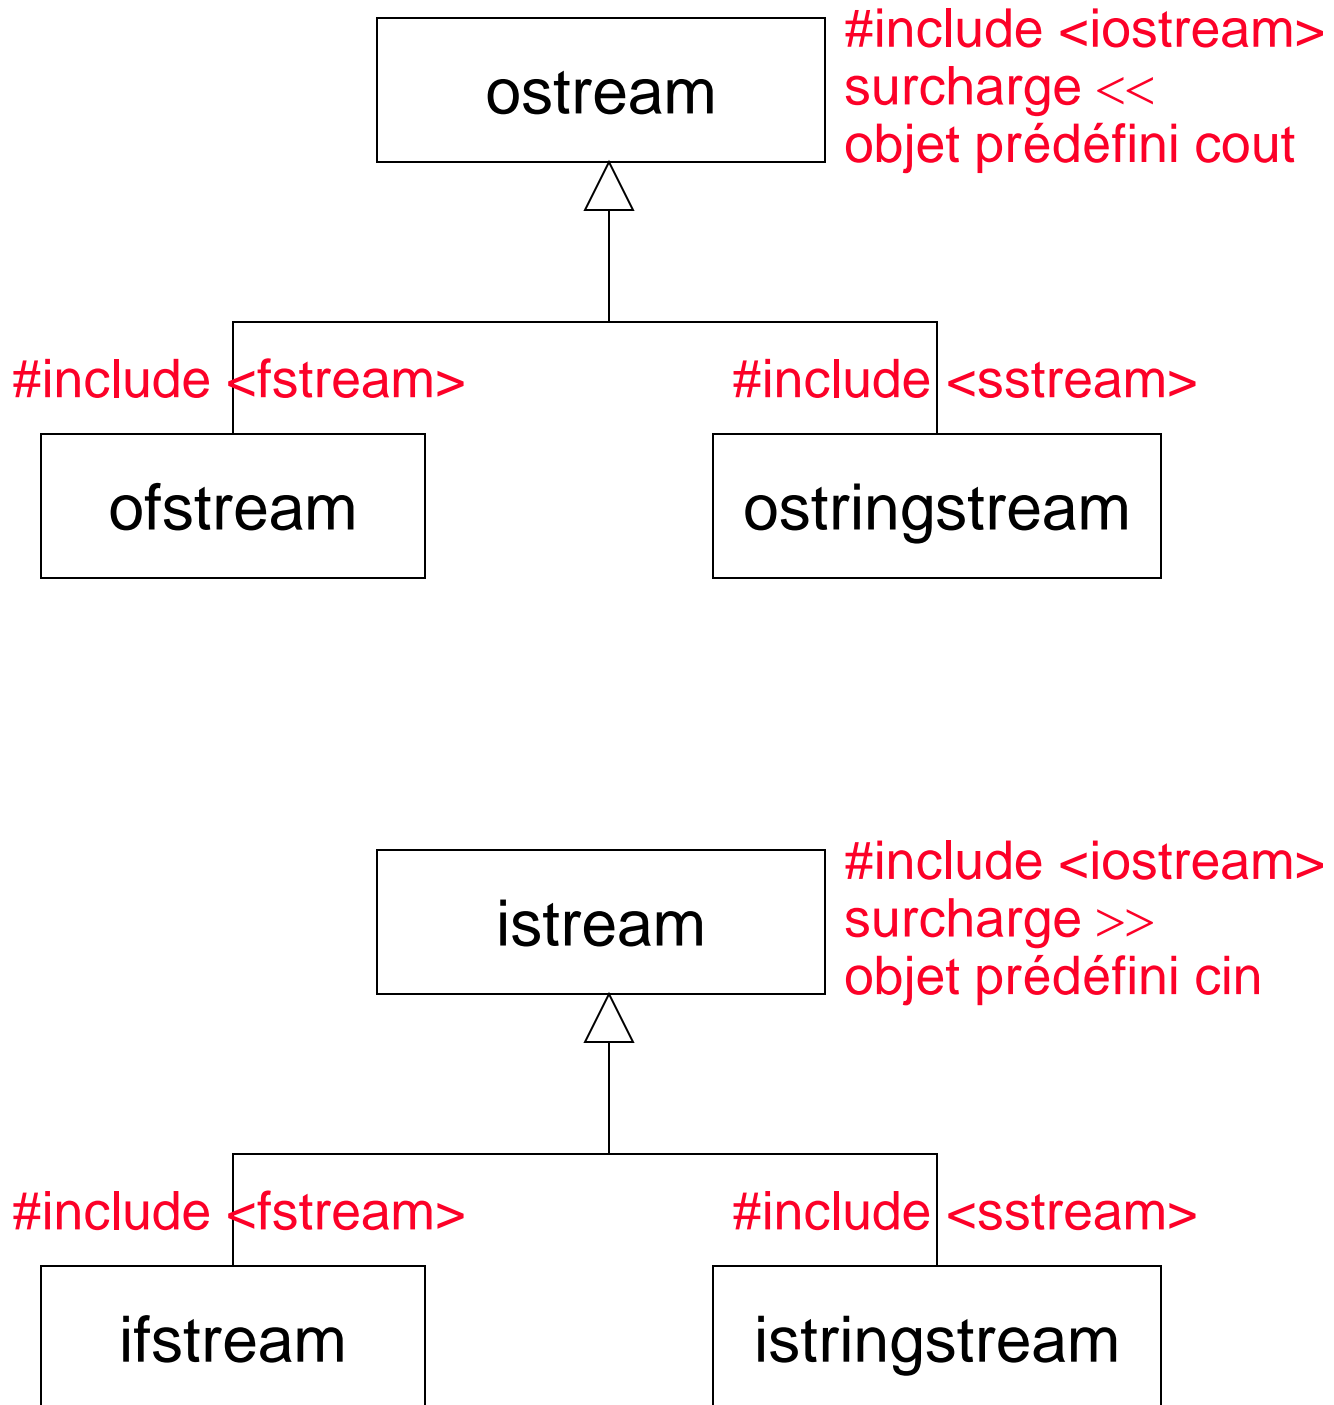 ostream
#include <iostream>
surcharge <<
objet prédéfini cout
#include <fstream>
#include <sstream>
ofstream
ostringstream
istream
#include <iostream>
surcharge >>
objet prédéfini cin
#include <fstream>
#include <sstream>
ifstream
istringstream